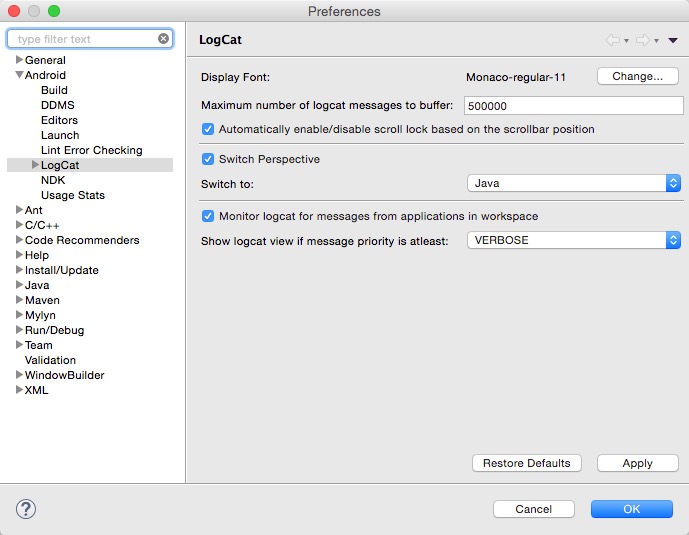 Preferences
type filter text
General
Android
Build
DDMS
Editors
Launch
Lint Error Checking
LogCat
NDK
Usage Stats
Ant
C/C++
Code Recommenders
Help
Install/Update
Java
Maven
Mylyn
Run/Debug
Team
Validation
WindowBuilder
XML
LogCat
Display Font: Monaco-regular-11 Change...
Maximum number of logcat messages to buffer: 500000
Automatically enable/disable scroll lock based on the scrollbar position
Switch Perspective
Switch to: Java
Monitor logcat for messages from applications in workspace
Show logcat view if message priority is atleast: VERBOSE
Restore Defaults Apply
? Cancel OK